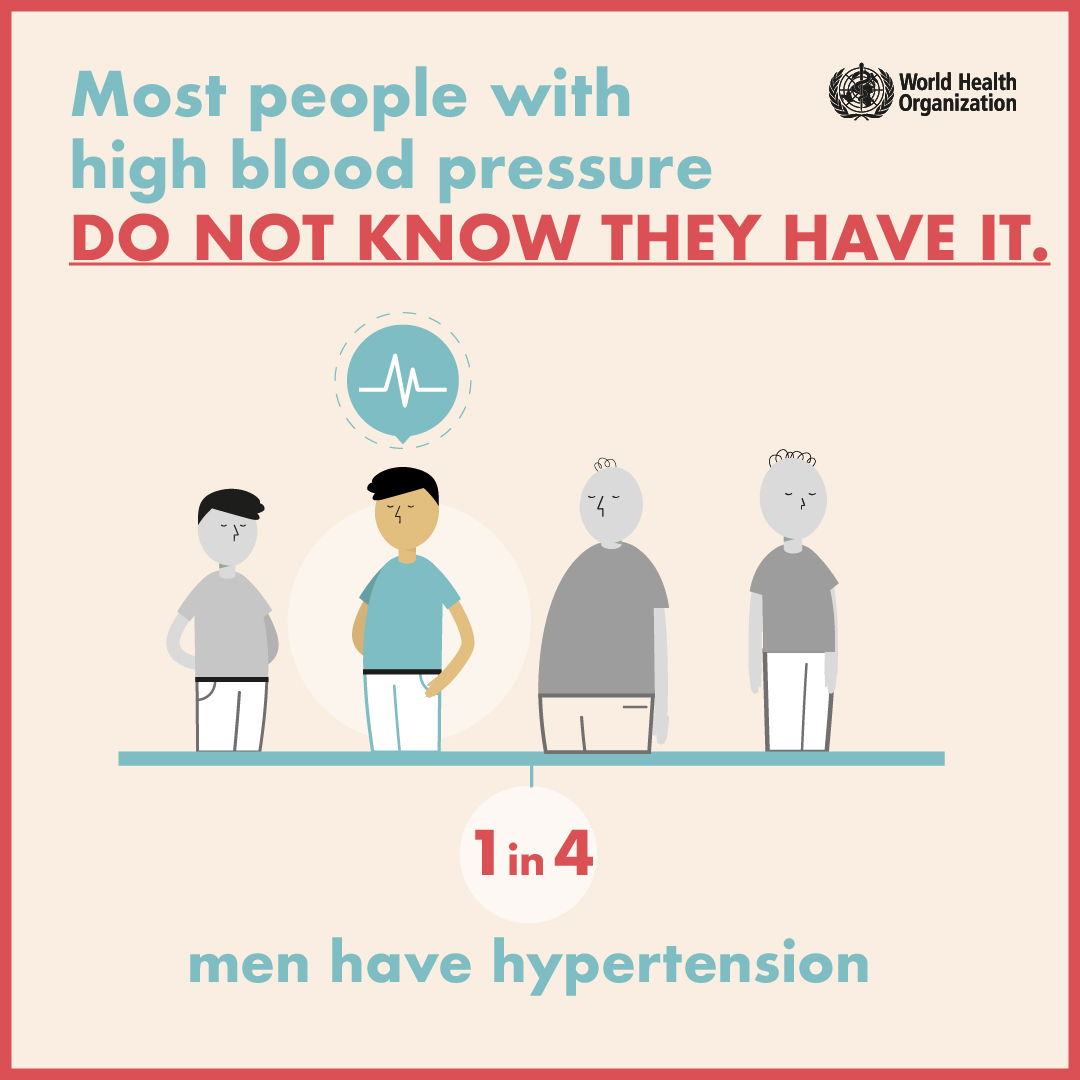 Most people with
high blood pressure
DO NOT KNOW THEY HAVE IT.
World Health
Organization
1 in 4
men have hypertension